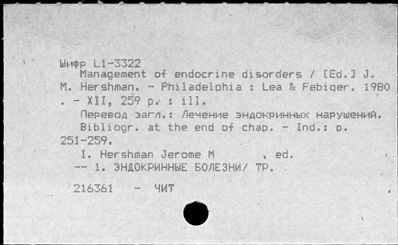 Шифр L1-3322
Management of endocrine disorders / [Ed.] J.
M. Hershman. - Philadelphia : Lea & Febiger, 1980
. - XII, 259 p. : ill.
Перевод загл.: Лечение эндокринных нарушений.
Bibliogr. at the end of chap. - Ind.: p.
251-259.
I. Hershman Jerome M , ed.
-- 1. ЭНДОКРИННЫЕ БОЛЕЗНИ/ ТР.
216361 - ЧИТ